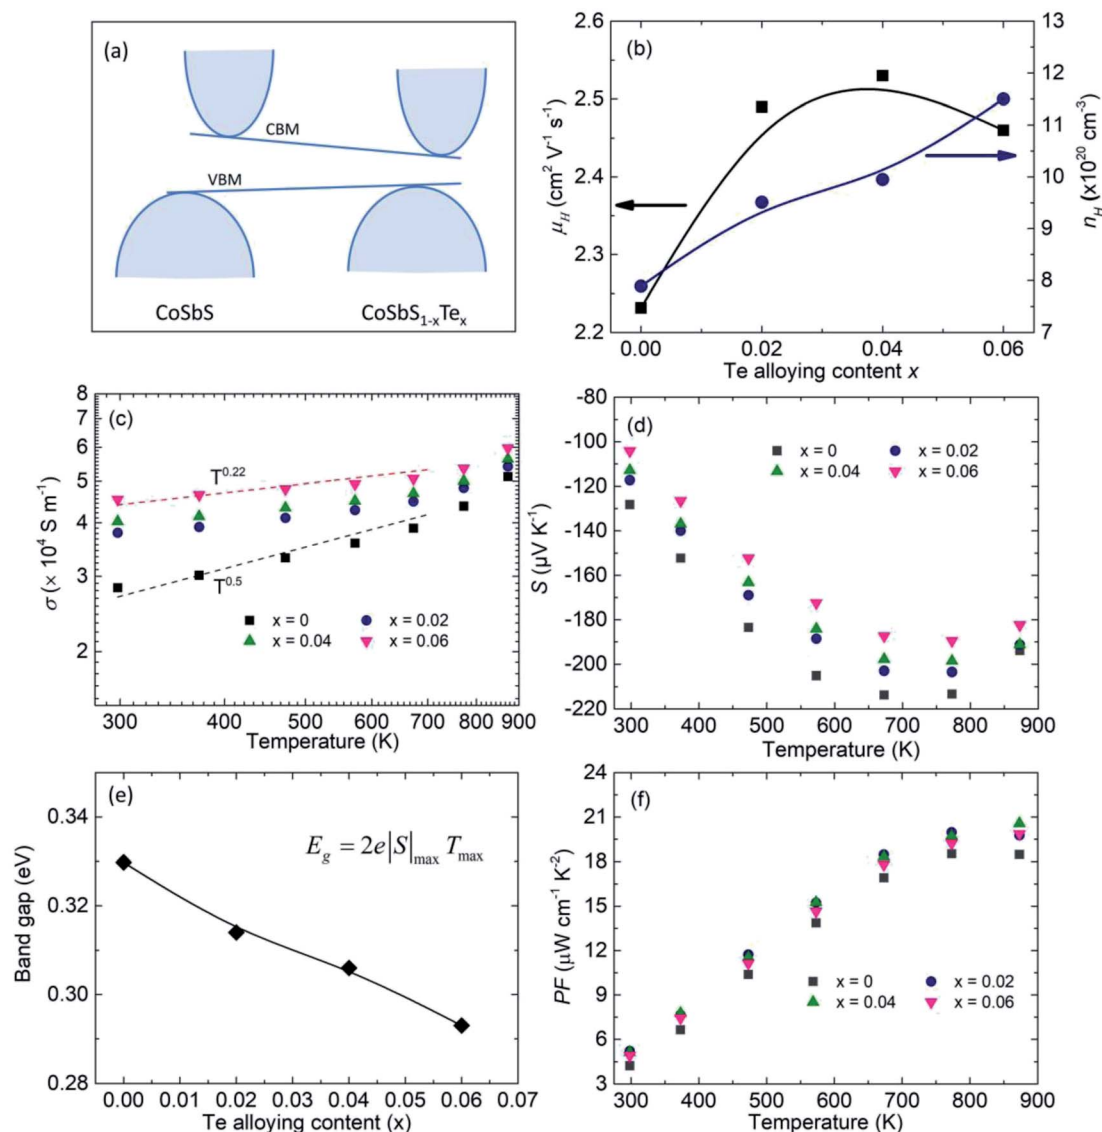 (a)
CBM
VBM
CoSbS
CoSbS₁₋ₓTeₓ
(b)
2.6
2.5
2.4
2.3
2.2
μ_H (cm² V⁻¹ s⁻¹)
13
12
11
10
9
8
7
n_H (x10²⁰ cm⁻³)
0.00 0.02 0.04 0.06
Te alloying content x
(c)
8
7
6
5
4
3
2
σ (× 10⁴ S m⁻¹)
T⁰·²²
T⁰·⁵
x = 0 x = 0.02
x = 0.04 x = 0.06
300 400 500 600 700 800 900
Temperature (K)
(d)
-80
-100
-120
-140
-160
-180
-200
-220
S (μV K⁻¹)
x = 0 x = 0.02
x = 0.04 x = 0.06
300 400 500 600 700 800 900
Temperature (K)
(e)
0.34
0.32
0.30
0.28
Band gap (eV)
E_g = 2e|S|_max T_max
0.00 0.01 0.02 0.03 0.04 0.05 0.06 0.07
Te alloying content (x)
(f)
24
21
18
15
12
9
6
3
PF (μW cm⁻¹ K⁻²)
x = 0 x = 0.02
x = 0.04 x = 0.06
300 400 500 600 700 800 900
Temperature (K)